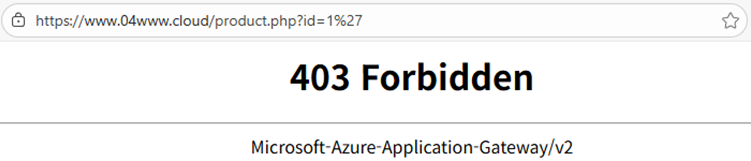 https://www.04www.cloud/product.php?id=1%27
403 Forbidden
Microsoft-Azure-Application-Gateway/v2